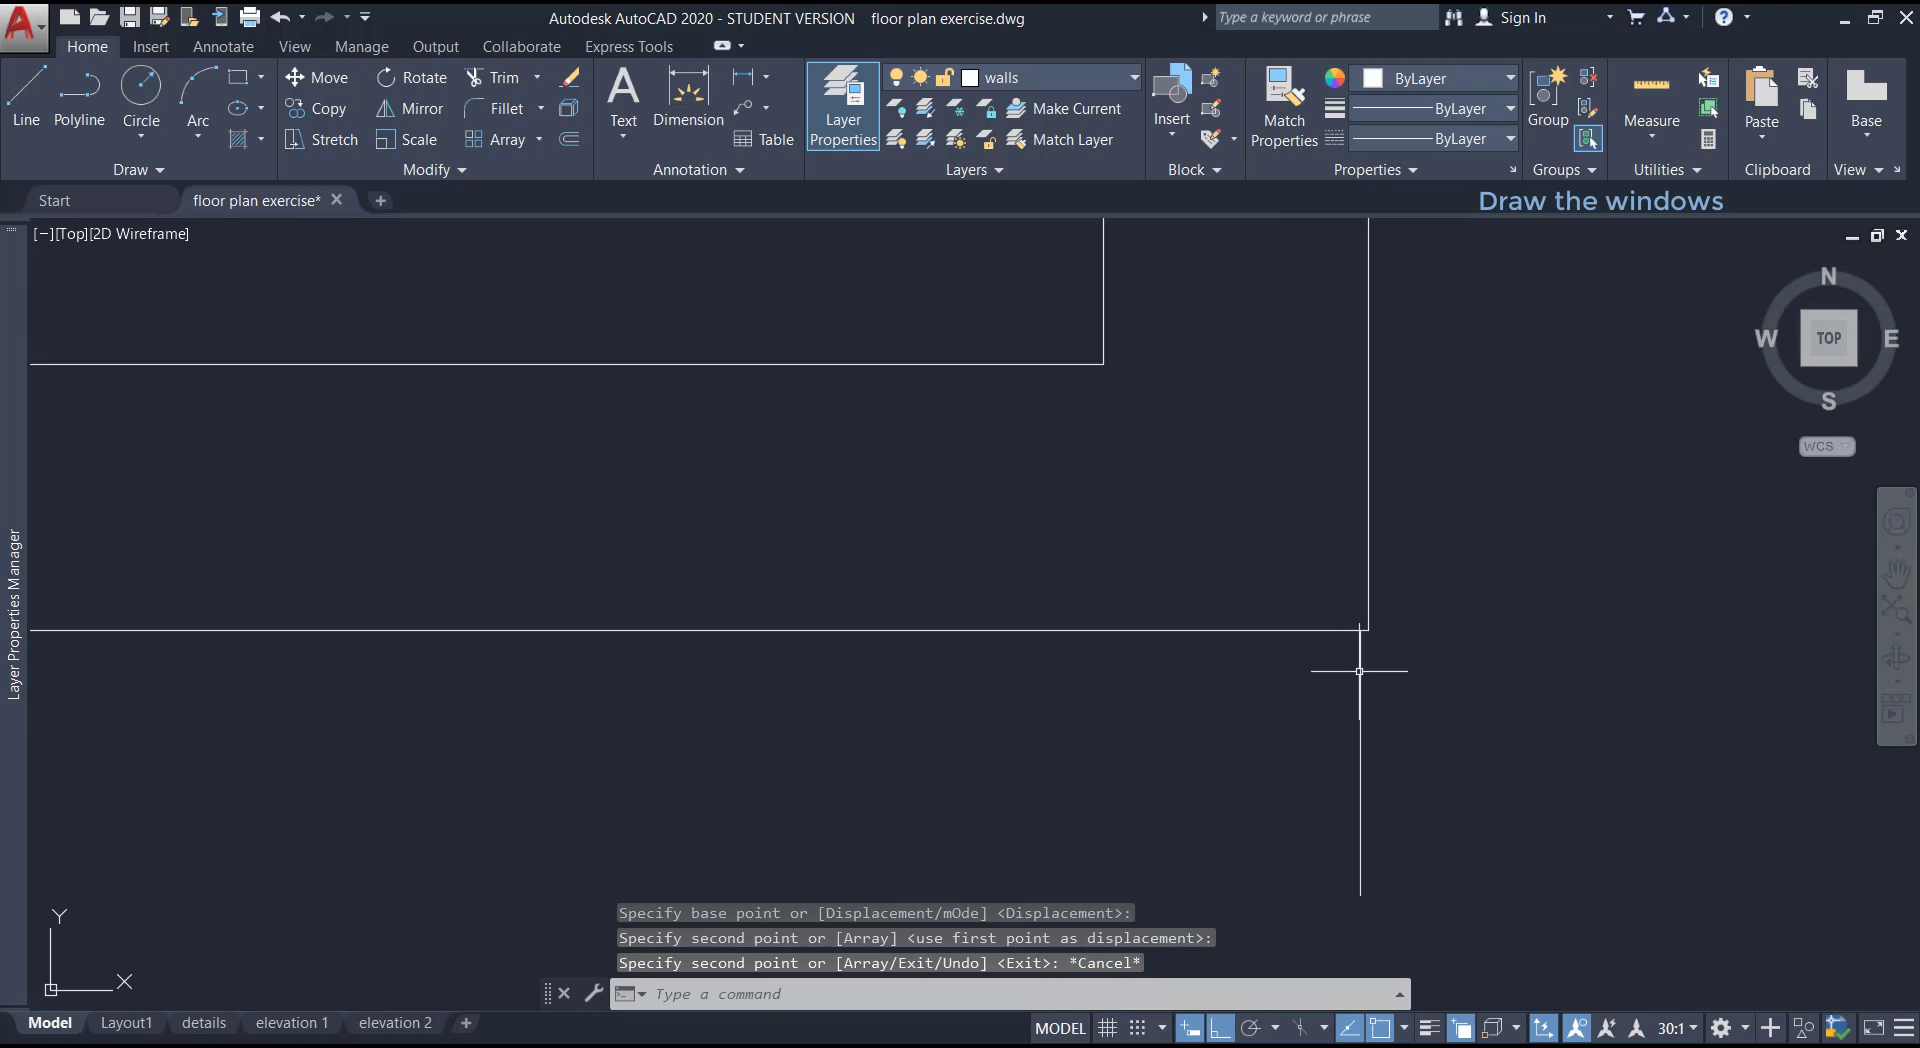 Autodesk AutoCAD 2020 - STUDENT VERSION floor plan exercise.dwg
Type a keyword or phrase
Sign In
Home Insert Annotate View Manage Output Collaborate Express Tools
Line Polyline Circle Arc
Move Rotate Trim
Copy Mirror Fillet
Stretch Scale Array
Text Dimension Table
Layer Properties
walls
Make Current
Match Layer
Insert
Match Properties
ByLayer
ByLayer
ByLayer
Group
Measure
Paste
Base
Draw Modify Annotation Layers Block Properties Groups Utilities Clipboard View
Start floor plan exercise*
Draw the windows
[−][Top][2D Wireframe]
N
W TOP E
S
WCS
Layer Properties Manager
Y
X
Specify base point or [Displacement/mOde] <Displacement>:
Specify second point or [Array] <use first point as displacement>:
Specify second point or [Array/Exit/Undo] <Exit>: *Cancel*
Type a command
Model Layout1 details elevation 1 elevation 2
MODEL 30:1